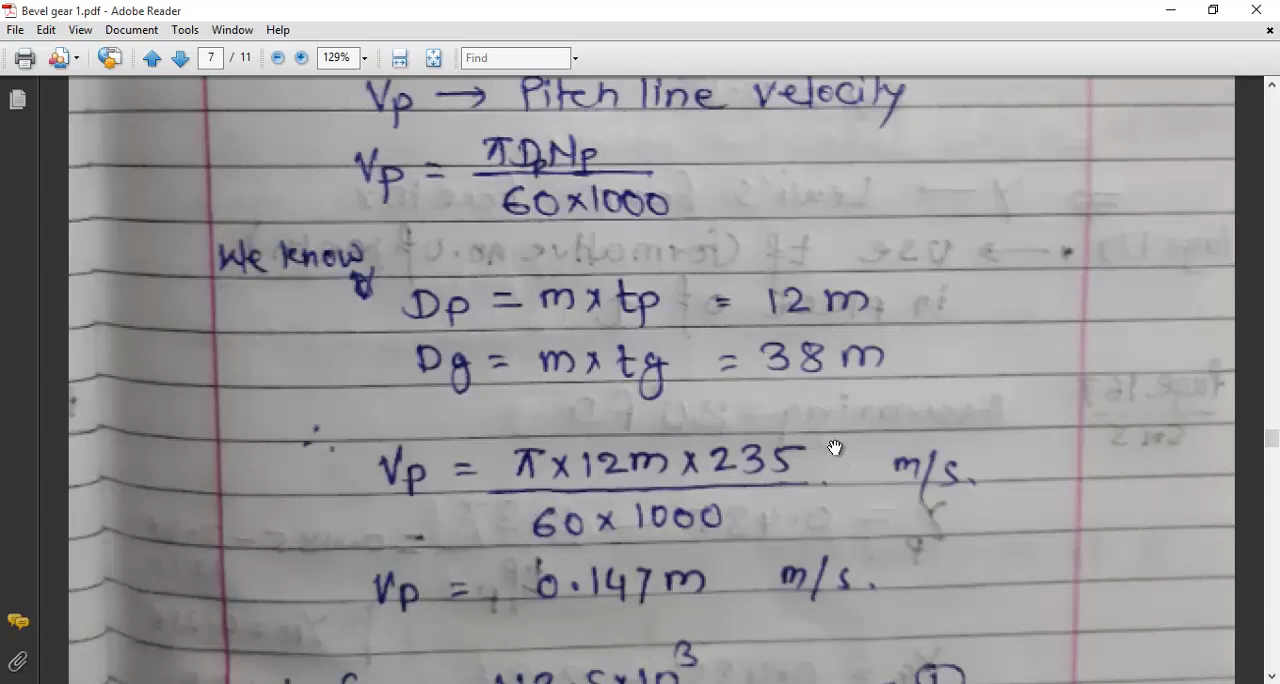 Bevel gear 1.pdf - Adobe Reader
File Edit View Document Tools Window Help
7 / 11 129% Find
Vp → Pitch line velocity
Vp = πDpNp / 60×1000
We know
Dp = m × tp = 12 m
Dg = m × tg = 38 m
∴ Vp = π × 12m × 235 / 60 × 1000 m/s.
Vp = 0.147m m/s.